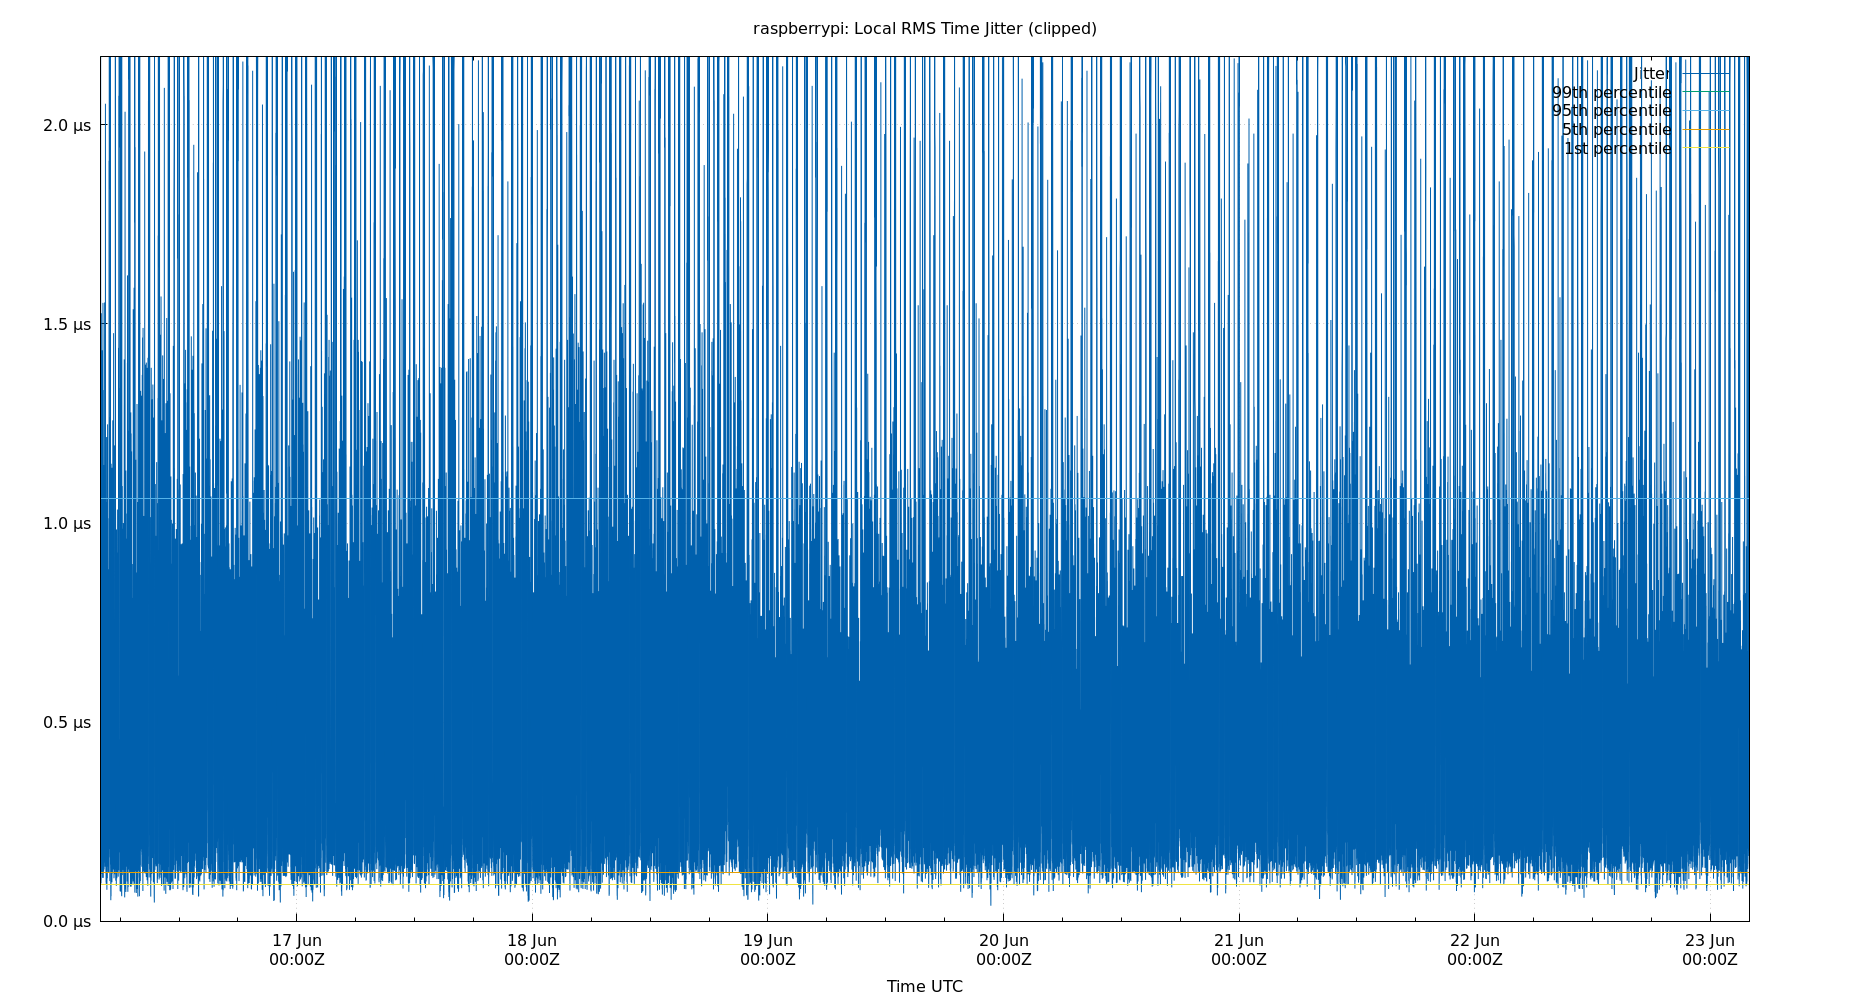 raspberrypi: Local RMS Time Jitter (clipped)
Jitter
99th percentile
95th percentile
5th percentile
1st percentile
2.0 µs
1.5 µs
1.0 µs
0.5 µs
0.0 µs
17 Jun 18 Jun 19 Jun 20 Jun 21 Jun 22 Jun 23 Jun
00:00Z 00:00Z 00:00Z 00:00Z 00:00Z 00:00Z 00:00Z
Time UTC